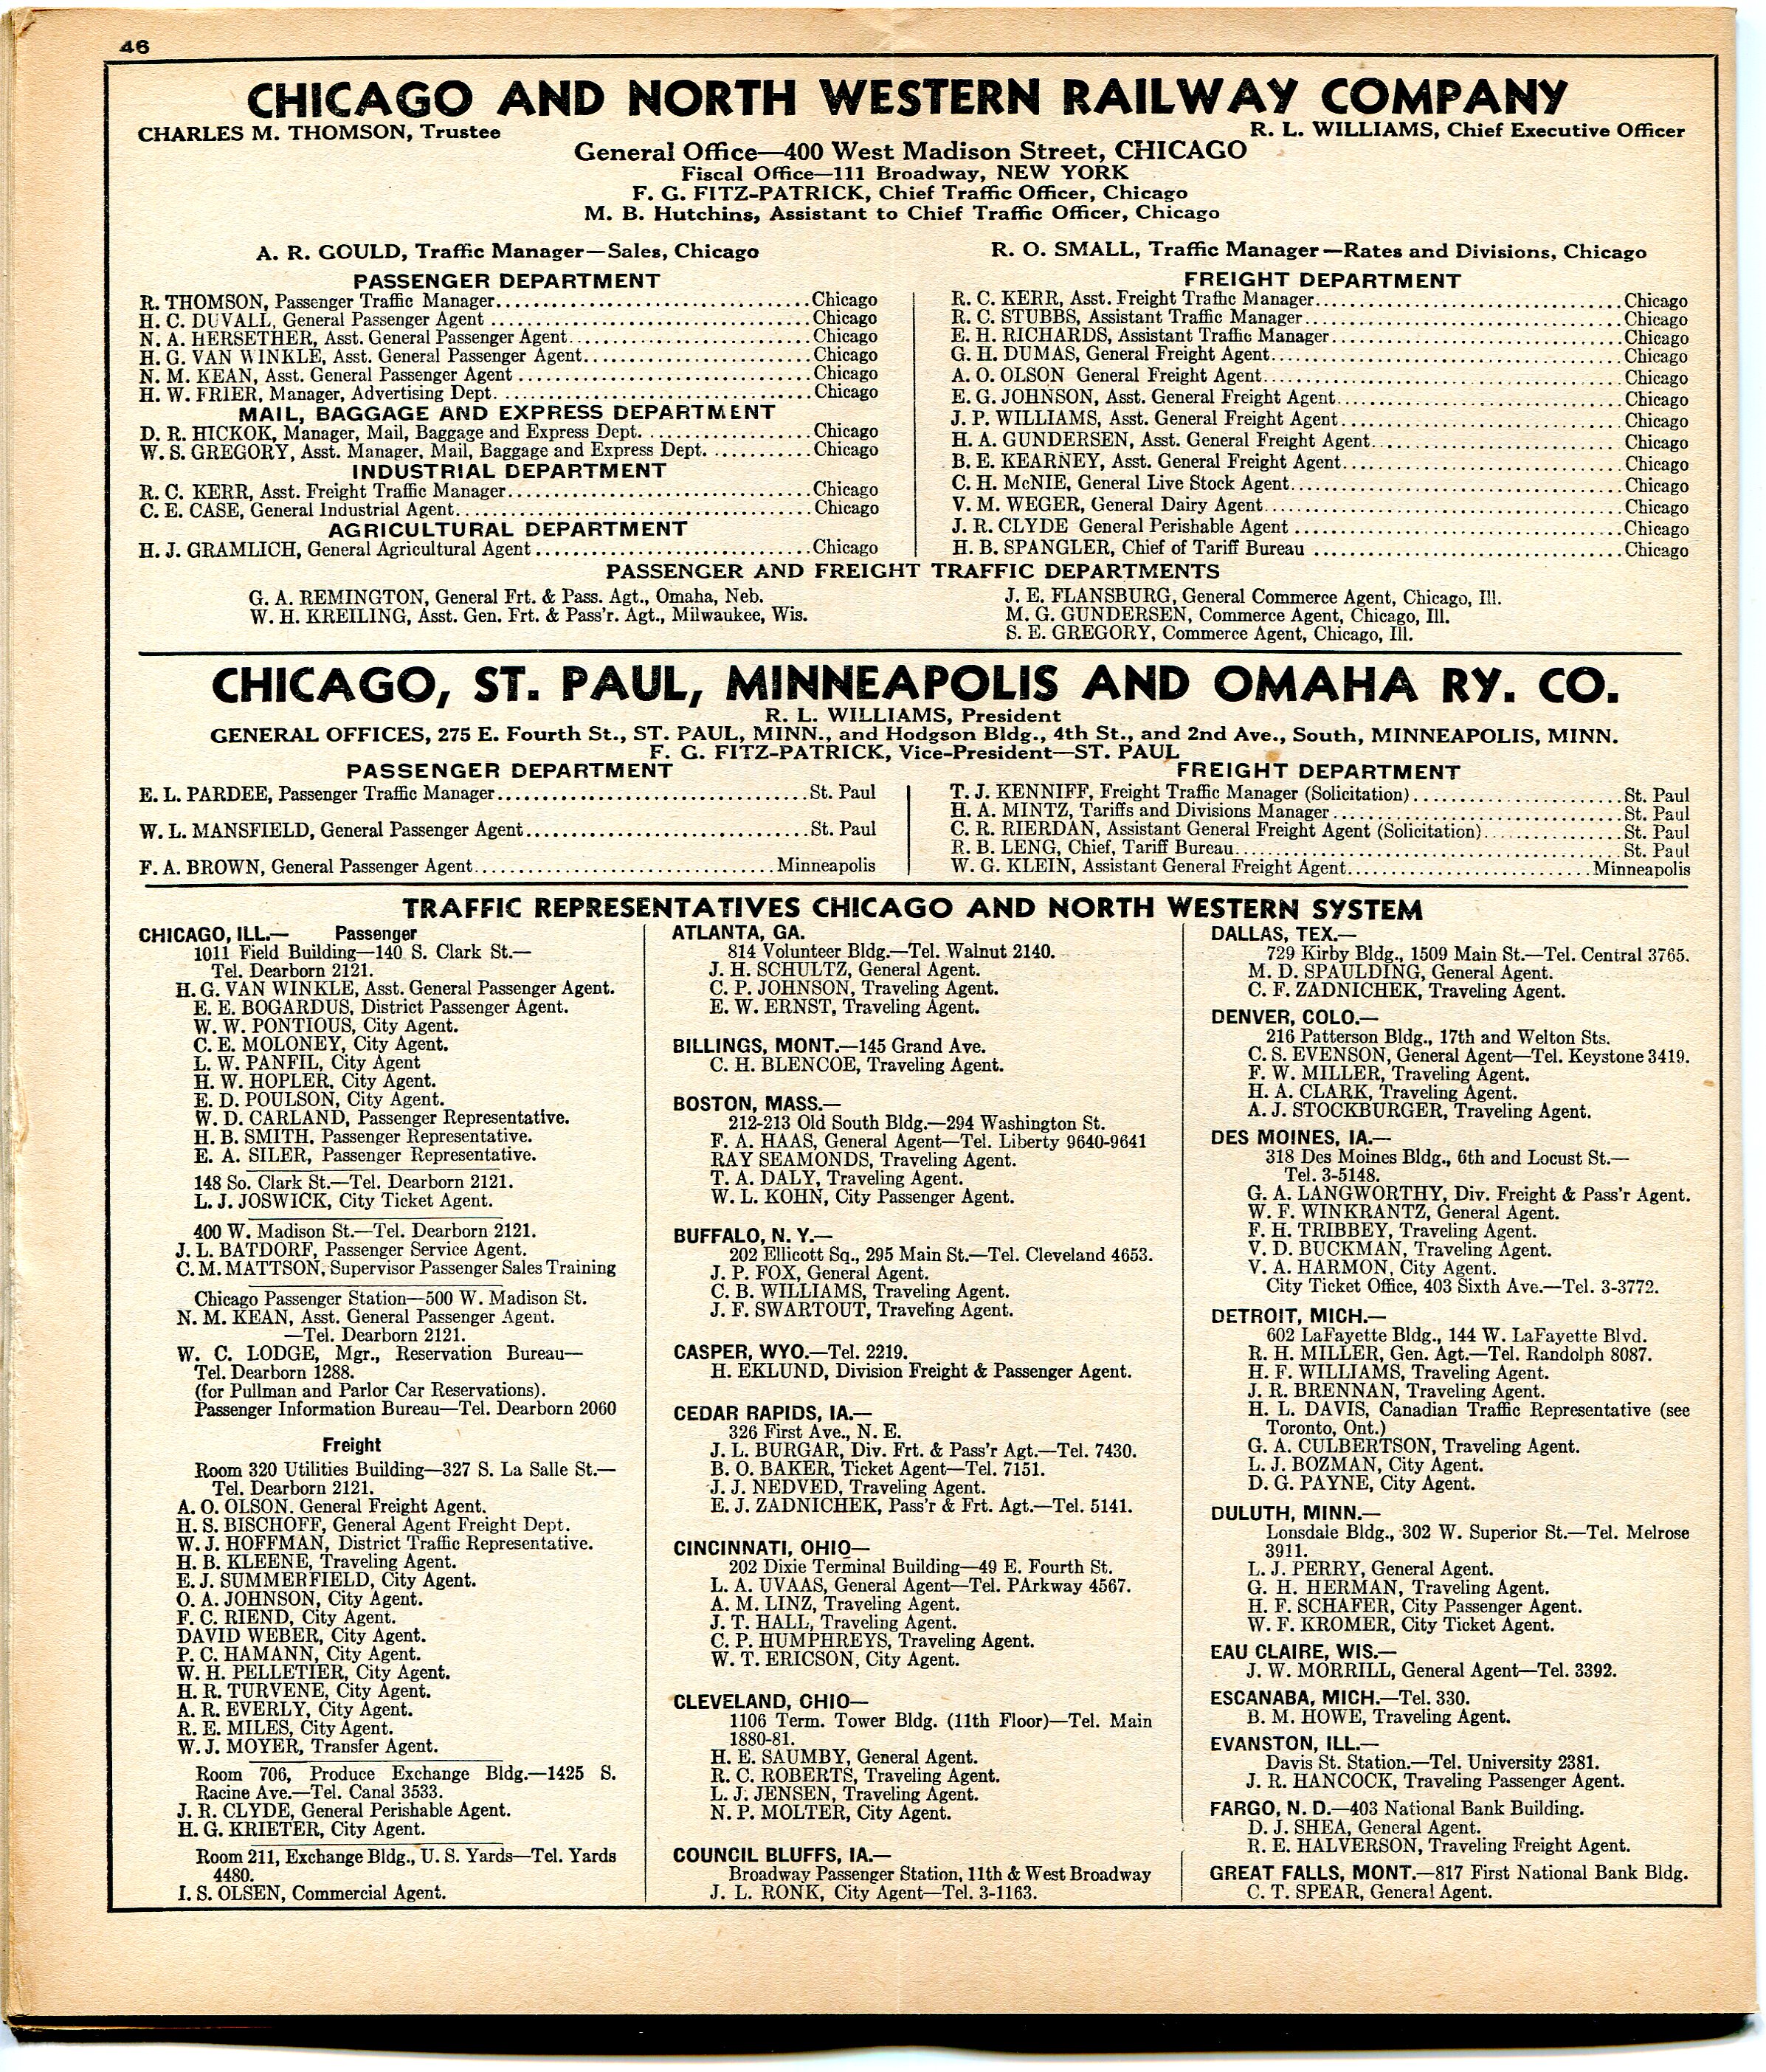 46
CHICAGO AND NORTH WESTERN RAILWAY COMPANY
CHARLES M. THOMSON, Trustee
R. L. WILLIAMS, Chief Executive Officer
General Office—400 West Madison Street, CHICAGO
Fiscal Office—111 Broadway, NEW YORK
F. G. FITZ-PATRICK, Chief Traffic Officer, Chicago
M. B. Hutchins, Assistant to Chief Traffic Officer, Chicago
A. R. GOULD, Traffic Manager—Sales, Chicago
PASSENGER DEPARTMENT
R. THOMSON, Passenger Traffic Manager..............................Chicago
H. C. DUVALL, General Passenger Agent ..............................Chicago
N. A. HERSETHER, Asst. General Passenger Agent..............................Chicago
H. G. VAN WINKLE, Asst. General Passenger Agent..............................Chicago
N. M. KEAN, Asst. General Passenger Agent ..............................Chicago
H. W. FRIER, Manager, Advertising Dept...............................Chicago
MAIL, BAGGAGE AND EXPRESS DEPARTMENT
D. R. HICKOK, Manager, Mail, Baggage and Express Dept. ....................Chicago
W. S. GREGORY, Asst. Manager, Mail, Baggage and Express Dept. ............Chicago
INDUSTRIAL DEPARTMENT
R. C. KERR, Asst. Freight Traffic Manager..............................Chicago
C. E. CASE, General Industrial Agent..............................Chicago
AGRICULTURAL DEPARTMENT
H. J. GRAMLICH, General Agricultural Agent..............................Chicago
R. O. SMALL, Traffic Manager—Rates and Divisions, Chicago
FREIGHT DEPARTMENT
R. C. KERR, Asst. Freight Traffic Manager..............................Chicago
R. C. STUBBS, Assistant Traffic Manager..............................Chicago
E. H. RICHARDS, Assistant Traffic Manager..............................Chicago
G. H. DUMAS, General Freight Agent..............................Chicago
A. O. OLSON General Freight Agent..............................Chicago
E. G. JOHNSON, Asst. General Freight Agent..............................Chicago
J. P. WILLIAMS, Asst. General Freight Agent..............................Chicago
H. A. GUNDERSEN, Asst. General Freight Agent..............................Chicago
B. E. KEARNEY, Asst. General Freight Agent..............................Chicago
C. H. McNIE, General Live Stock Agent..............................Chicago
V. M. WEGER, General Dairy Agent..............................Chicago
J. R. CLYDE General Perishable Agent ..............................Chicago
H. B. SPANGLER, Chief of Tariff Bureau ..............................Chicago
PASSENGER AND FREIGHT TRAFFIC DEPARTMENTS
G. A. REMINGTON, General Frt. & Pass. Agt., Omaha, Neb.
W. H. KREILING, Asst. Gen. Frt. & Pass'r. Agt., Milwaukee, Wis.
J. E. FLANSBURG, General Commerce Agent, Chicago, Ill.
M. G. GUNDERSEN, Commerce Agent, Chicago, Ill.
S. E. GREGORY, Commerce Agent, Chicago, Ill.
CHICAGO, ST. PAUL, MINNEAPOLIS AND OMAHA RY. CO.
R. L. WILLIAMS, President
GENERAL OFFICES, 275 E. Fourth St., ST. PAUL, MINN., and Hodgson Bldg., 4th St., and 2nd Ave., South, MINNEAPOLIS, MINN.
F. G. FITZ-PATRICK, Vice-President—ST. PAUL
PASSENGER DEPARTMENT
E. L. PARDEE, Passenger Traffic Manager..............................St. Paul
W. L. MANSFIELD, General Passenger Agent..............................St. Paul
F. A. BROWN, General Passenger Agent..............................Minneapolis
FREIGHT DEPARTMENT
T. J. KENNIFF, Freight Traffic Manager (Solicitation)....................St. Paul
H. A. MINTZ, Tariffs and Divisions Manager..............................St. Paul
C. R. RIERDAN, Assistant General Freight Agent (Solicitation)..............St. Paul
R. B. LENG, Chief, Tariff Bureau..............................St. Paul
W. G. KLEIN, Assistant General Freight Agent..............................Minneapolis
TRAFFIC REPRESENTATIVES CHICAGO AND NORTH WESTERN SYSTEM
CHICAGO, ILL.— Passenger
1011 Field Building—140 S. Clark St.—
Tel. Dearborn 2121.
H. G. VAN WINKLE, Asst. General Passenger Agent.
E. E. BOGARDUS, District Passenger Agent.
W. W. PONTIOUS, City Agent.
C. E. MOLONEY, City Agent.
L. W. PANFIL, City Agent
H. W. HOPLER, City Agent.
E. D. POULSON, City Agent.
W. D. CARLAND, Passenger Representative.
H. B. SMITH, Passenger Representative.
E. A. SILER, Passenger Representative.
148 So. Clark St.—Tel. Dearborn 2121.
L. J. JOSWICK, City Ticket Agent.
400 W. Madison St.—Tel. Dearborn 2121.
J. L. BATDORF, Passenger Service Agent.
C. M. MATTSON, Supervisor Passenger Sales Training
Chicago Passenger Station—500 W. Madison St.
N. M. KEAN, Asst. General Passenger Agent.
—Tel. Dearborn 2121.
W. C. LODGE, Mgr., Reservation Bureau—
Tel. Dearborn 1288.
(for Pullman and Parlor Car Reservations).
Passenger Information Bureau—Tel. Dearborn 2060
Freight
Room 320 Utilities Building—327 S. La Salle St.—
Tel. Dearborn 2121.
A. O. OLSON. General Freight Agent.
H. S. BISCHOFF, General Agent Freight Dept.
W. J. HOFFMAN, District Traffic Representative.
H. B. KLEENE, Traveling Agent.
E. J. SUMMERFIELD, City Agent.
O. A. JOHNSON, City Agent.
F. C. RIEND, City Agent.
DAVID WEBER, City Agent.
P. C. HAMANN, City Agent.
W. H. PELLETIER, City Agent.
H. R. TURVENE, City Agent.
A. R. EVERLY, City Agent.
R. E. MILES, City Agent.
W. J. MOYER, Transfer Agent.
Room 706, Produce Exchange Bldg.—1425 S.
Racine Ave.—Tel. Canal 3533.
J. R. CLYDE, General Perishable Agent.
H. G. KRIETER, City Agent.
Room 211, Exchange Bldg., U. S. Yards—Tel. Yards
4480.
I. S. OLSEN, Commercial Agent.
ATLANTA, GA.
814 Volunteer Bldg.—Tel. Walnut 2140.
J. H. SCHULTZ, General Agent.
C. P. JOHNSON, Traveling Agent.
E. W. ERNST, Traveling Agent.
BILLINGS, MONT.—145 Grand Ave.
C. H. BLENCOE, Traveling Agent.
BOSTON, MASS.—
212-213 Old South Bldg.—294 Washington St.
F. A. HAAS, General Agent—Tel. Liberty 9640-9641
RAY SEAMONDS, Traveling Agent.
T. A. DALY, Traveling Agent.
W. L. KOHN, City Passenger Agent.
BUFFALO, N. Y.—
202 Ellicott Sq., 295 Main St.—Tel. Cleveland 4653.
J. P. FOX, General Agent.
C. B. WILLIAMS, Traveling Agent.
J. F. SWARTOUT, Traveling Agent.
CASPER, WYO.—Tel. 2219.
H. EKLUND, Division Freight & Passenger Agent.
CEDAR RAPIDS, IA.—
326 First Ave., N. E.
J. L. BURGAR, Div. Frt. & Pass'r Agt.—Tel. 7430.
B. O. BAKER, Ticket Agent—Tel. 7151.
J. J. NEDVED, Traveling Agent.
E. J. ZADNICHEK, Pass'r & Frt. Agt.—Tel. 5141.
CINCINNATI, OHIO—
202 Dixie Terminal Building—49 E. Fourth St.
L. A. UVAAS, General Agent—Tel. PArkway 4567.
A. M. LINZ, Traveling Agent.
J. T. HALL, Traveling Agent.
C. P. HUMPHREYS, Traveling Agent.
W. T. ERICSON, City Agent.
CLEVELAND, OHIO—
1106 Term. Tower Bldg. (11th Floor)—Tel. Main
1880-81.
H. E. SAUMBY, General Agent.
R. C. ROBERTS, Traveling Agent.
L. J. JENSEN, Traveling Agent.
N. P. MOLTER, City Agent.
COUNCIL BLUFFS, IA.—
Broadway Passenger Station, 11th & West Broadway
J. L. RONK, City Agent—Tel. 3-1163.
DALLAS, TEX.—
729 Kirby Bldg., 1509 Main St.—Tel. Central 3765.
M. D. SPAULDING, General Agent.
C. F. ZADNICHEK, Traveling Agent.
DENVER, COLO.—
216 Patterson Bldg., 17th and Welton Sts.
C. S. EVENSON, General Agent—Tel. Keystone 3419.
F. W. MILLER, Traveling Agent.
H. A. CLARK, Traveling Agent.
A. J. STOCKBURGER, Traveling Agent.
DES MOINES, IA.—
318 Des Moines Bldg., 6th and Locust St.—
Tel. 3-5148.
G. A. LANGWORTHY, Div. Freight & Pass'r Agent.
W. F. WINKRANTZ, General Agent.
F. H. TRIBBEY, Traveling Agent.
V. D. BUCKMAN, Traveling Agent.
V. A. HARMON, City Agent.
City Ticket Office, 403 Sixth Ave.—Tel. 3-3772.
DETROIT, MICH.—
602 LaFayette Bldg., 144 W. LaFayette Blvd.
R. H. MILLER, Gen. Agt.—Tel. Randolph 8087.
H. F. WILLIAMS, Traveling Agent.
J. R. BRENNAN, Traveling Agent.
H. L. DAVIS, Canadian Traffic Representative (see
Toronto, Ont.)
G. A. CULBERTSON, Traveling Agent.
L. J. BOZMAN, City Agent.
D. G. PAYNE, City Agent.
DULUTH, MINN.—
Lonsdale Bldg., 302 W. Superior St.—Tel. Melrose
3911.
L. J. PERRY, General Agent.
G. H. HERMAN, Traveling Agent.
H. F. SCHAFER, City Passenger Agent.
W. F. KROMER, City Ticket Agent.
EAU CLAIRE, WIS.—
J. W. MORRILL, General Agent—Tel. 3392.
ESCANABA, MICH.—Tel. 330.
B. M. HOWE, Traveling Agent.
EVANSTON, ILL.—
Davis St. Station.—Tel. University 2381.
J. R. HANCOCK, Traveling Passenger Agent.
FARGO, N. D.—403 National Bank Building.
D. J. SHEA, General Agent.
R. E. HALVERSON, Traveling Freight Agent.
GREAT FALLS, MONT.—817 First National Bank Bldg.
C. T. SPEAR, General Agent.